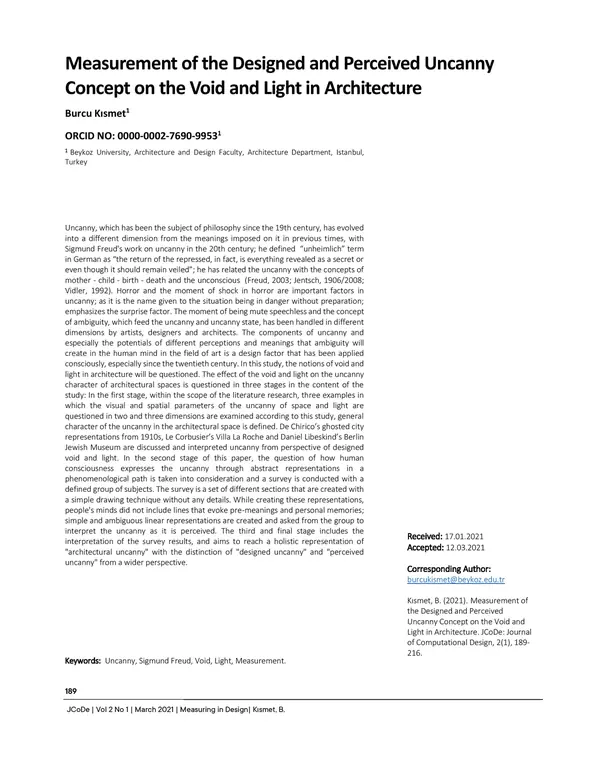 Measurement of the Designed and Perceived Uncanny
Concept on the Void and Light in Architecture
Burcu Kısmet¹
ORCID NO: 0000-0002-7690-9953¹
¹ Beykoz University, Architecture and Design Faculty, Architecture Department, Istanbul,
Turkey
Uncanny, which has been the subject of philosophy since the 19th century, has evolved
into a different dimension from the meanings imposed on it in previous times, with
Sigmund Freud's work on uncanny in the 20th century; he defined "unheimlich" term
in German as "the return of the repressed, in fact, is everything revealed as a secret or
even though it should remain veiled"; he has related the uncanny with the concepts of
mother - child - birth - death and the unconscious (Freud, 2003; Jentsch, 1906/2008;
Vidler, 1992). Horror and the moment of shock in horror are important factors in
uncanny; as it is the name given to the situation being in danger without preparation;
emphasizes the surprise factor. The moment of being mute speechless and the concept
of ambiguity, which feed the uncanny and uncanny state, has been handled in different
dimensions by artists, designers and architects. The components of uncanny and
especially the potentials of different perceptions and meanings that ambiguity will
create in the human mind in the field of art is a design factor that has been applied
consciously, especially since the twentieth century. In this study, the notions of void and
light in architecture will be questioned. The effect of the void and light on the uncanny
character of architectural spaces is questioned in three stages in the content of the
study: In the first stage, within the scope of the literature research, three examples in
which the visual and spatial parameters of the uncanny of space and light are
questioned in two and three dimensions are examined according to this study, general
character of the uncanny in the architectural space is defined. De Chirico's ghosted city
representations from 1910s, Le Corbusier's Villa La Roche and Daniel Libeskind's Berlin
Jewish Museum are discussed and interpreted uncanny from perspective of designed
void and light. In the second stage of this paper, the question of how human
consciousness expresses the uncanny through abstract representations in a
phenomenological path is taken into consideration and a survey is conducted with a
defined group of subjects. The survey is a set of different sections that are created with
a simple drawing technique without any details. While creating these representations,
people's minds did not include lines that evoke pre-meanings and personal memories;
simple and ambiguous linear representations are created and asked from the group to
interpret the uncanny as it is perceived. The third and final stage includes the
interpretation of the survey results, and aims to reach a holistic representation of
"architectural uncanny" with the distinction of "designed uncanny" and "perceived
uncanny" from a wider perspective.
Received: 17.01.2021
Accepted: 12.03.2021
Corresponding Author:
burcukismet@beykoz.edu.tr
Kısmet, B. (2021). Measurement of
the Designed and Perceived
Uncanny Concept on the Void and
Light in Architecture. JCoDe: Journal
of Computational Design, 2(1), 189-
216.
Keywords: Uncanny, Sigmund Freud, Void, Light, Measurement.
189
JCoDe | Vol 2 No 1 | March 2021 | Measuring in Design| Kısmet, B.